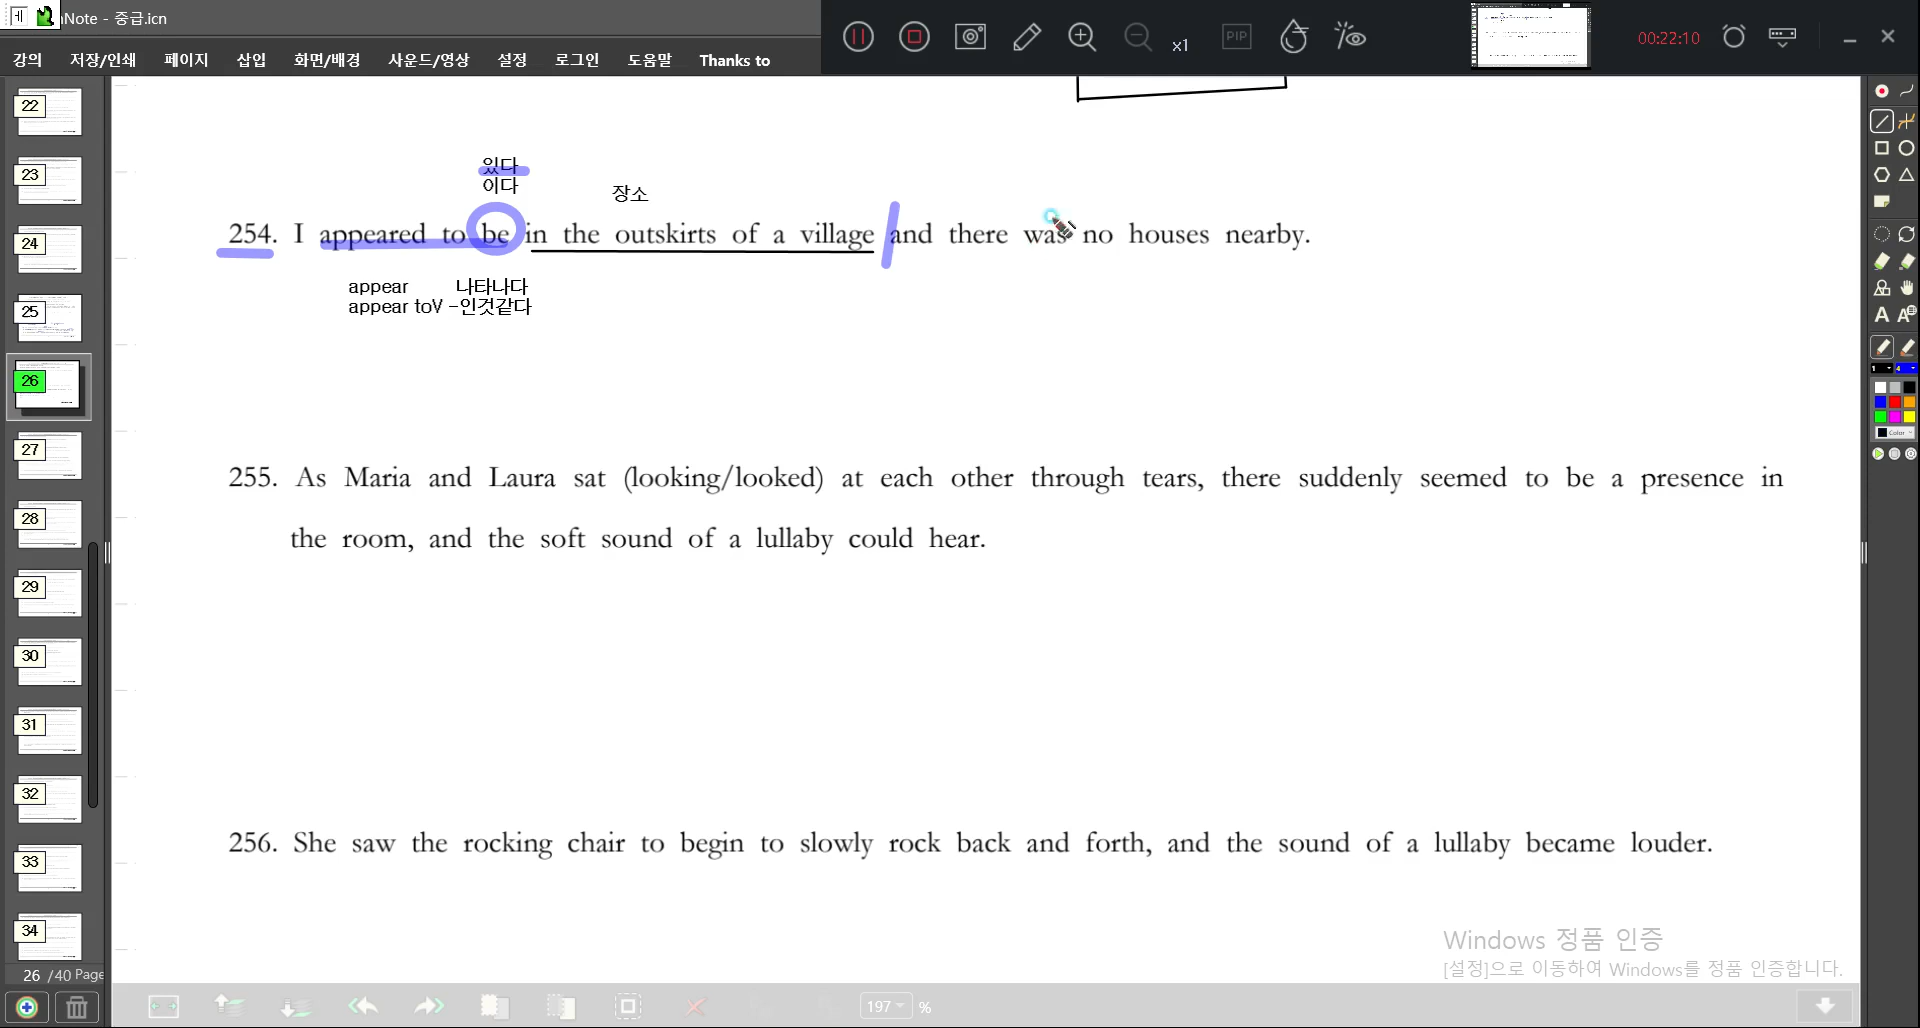 nNote - 중급.icn
x1
PIP
00:22:10
강의 저장/인쇄 페이지 삽입 화면/배경 사운드/영상 설정 로그인 도움말 Thanks to
22
23
24
25
26
27
28
29
30
31
32
33
34
26 /40 Page
있다
이다
장소
254. I appeared to be in the outskirts of a village and there was no houses nearby.
appear 나타나다
appear toV -인것같다
255. As Maria and Laura sat (looking/looked) at each other through tears, there suddenly seemed to be a presence in
the room, and the soft sound of a lullaby could hear.
256. She saw the rocking chair to begin to slowly rock back and forth, and the sound of a lullaby became louder.
Windows 정품 인증
[설정]으로 이동하여 Windows를 정품 인증합니다.
197 %
A A
1 4
Color